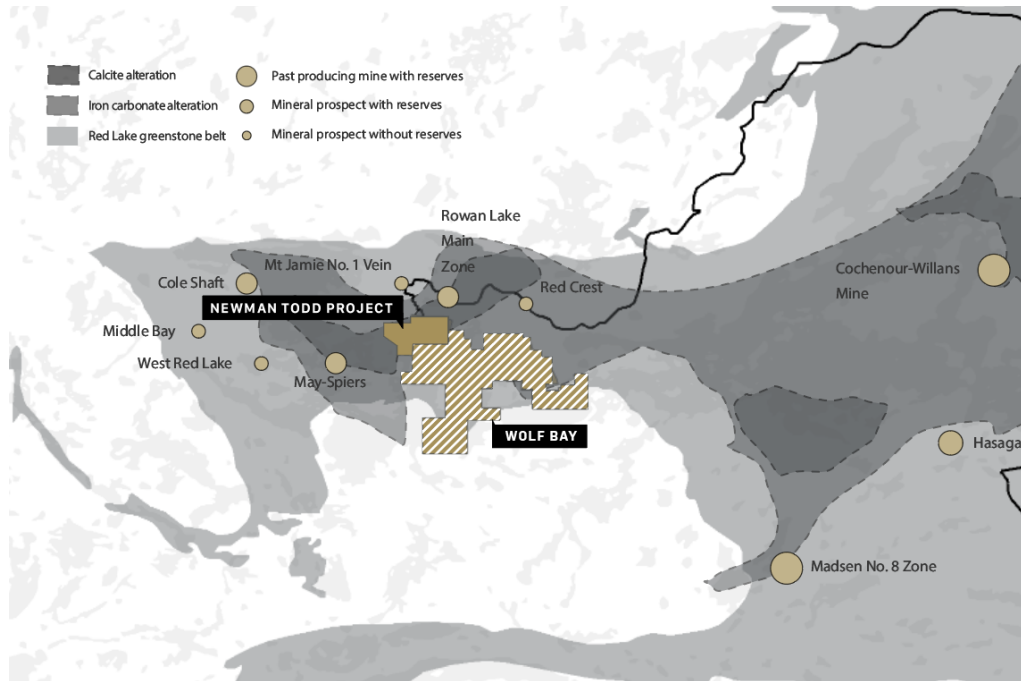 Calcite alteration
Iron carbonate alteration
Red Lake greenstone belt
Past producing mine with reserves
Mineral prospect with reserves
Mineral prospect without reserves
Rowan Lake
Main
Zone
Mt Jamie No. 1 Vein
Cole Shaft
Red Crest
Cochenour-Willans
Mine
NEWMAN TODD PROJECT
Middle Bay
West Red Lake
May-Spiers
WOLF BAY
Hasaga
Madsen No. 8 Zone